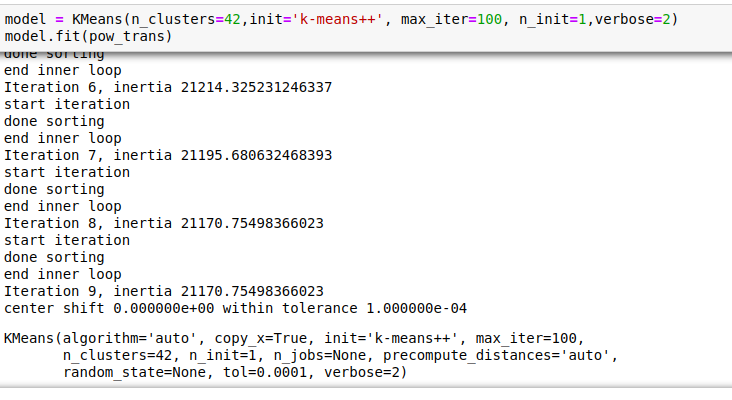 model = KMeans(n_clusters=42,init='k-means++', max_iter=100, n_init=1,verbose=2)
model.fit(pow_trans)
done sorting
end inner loop
Iteration 6, inertia 21214.325231246337
start iteration
done sorting
end inner loop
Iteration 7, inertia 21195.680632468393
start iteration
done sorting
end inner loop
Iteration 8, inertia 21170.75498366023
start iteration
done sorting
end inner loop
Iteration 9, inertia 21170.75498366023
center shift 0.000000e+00 within tolerance 1.000000e-04
KMeans(algorithm='auto', copy_x=True, init='k-means++', max_iter=100,
n_clusters=42, n_init=1, n_jobs=None, precompute_distances='auto',
random_state=None, tol=0.0001, verbose=2)